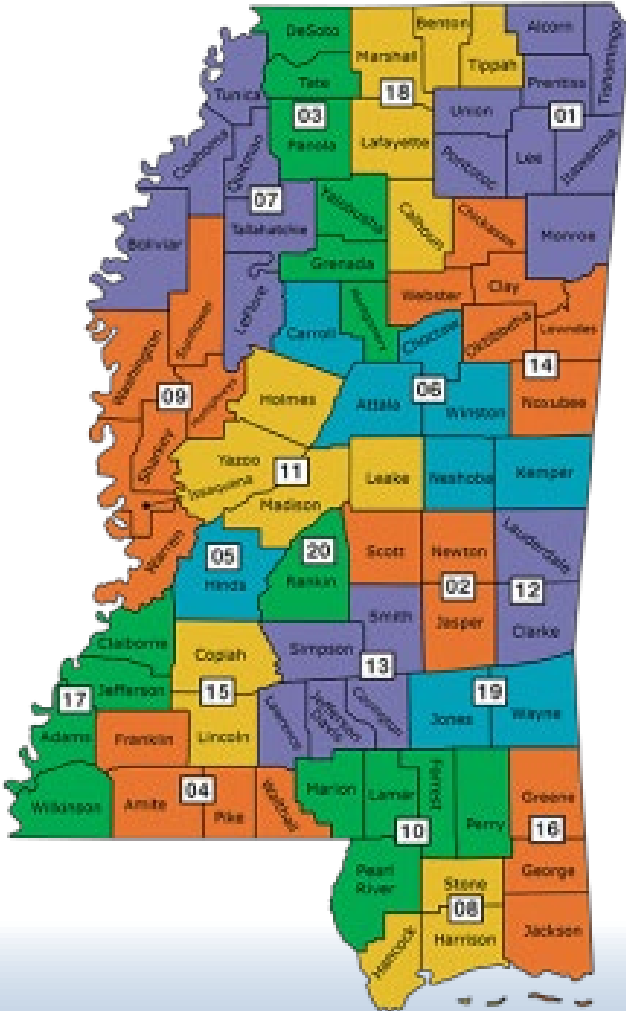 DeSoto
Benton
Alcorn
Tishomingo
Marshall
Tippah
Tate
Prentiss
Tunica
18
03
Union
01
Panola
Lafayette
Coahoma
Quitman
Pontotoc
Lee
Itawamba
07
Yalobusha
Calhoun
Chickasaw
Tallahatchie
Monroe
Bolivar
Grenada
Clay
Webster
Leflore
Sunflower
Montgomery
Carroll
Choctaw
Oktibbeha
Lowndes
Washington
14
09
06
Humphreys
Holmes
Attala
Winston
Noxubee
Sharkey
Yazoo
11
Leake
Neshoba
Kemper
Issaquena
Madison
Warren
05
20
Scott
Newton
Lauderdale
Hinds
Rankin
02
12
Smith
Jasper
Clarke
Claiborne
Copiah
Simpson
13
17
Jefferson
15
19
Lawrence
Jefferson
Davis
Covington
Jones
Wayne
Adams
Franklin
Lincoln
Wilkinson
Amite
04
Pike
Walthall
Marion
Lamar
Forrest
Perry
Greene
10
16
Pearl
River
George
Stone
08
Hancock
Harrison
Jackson